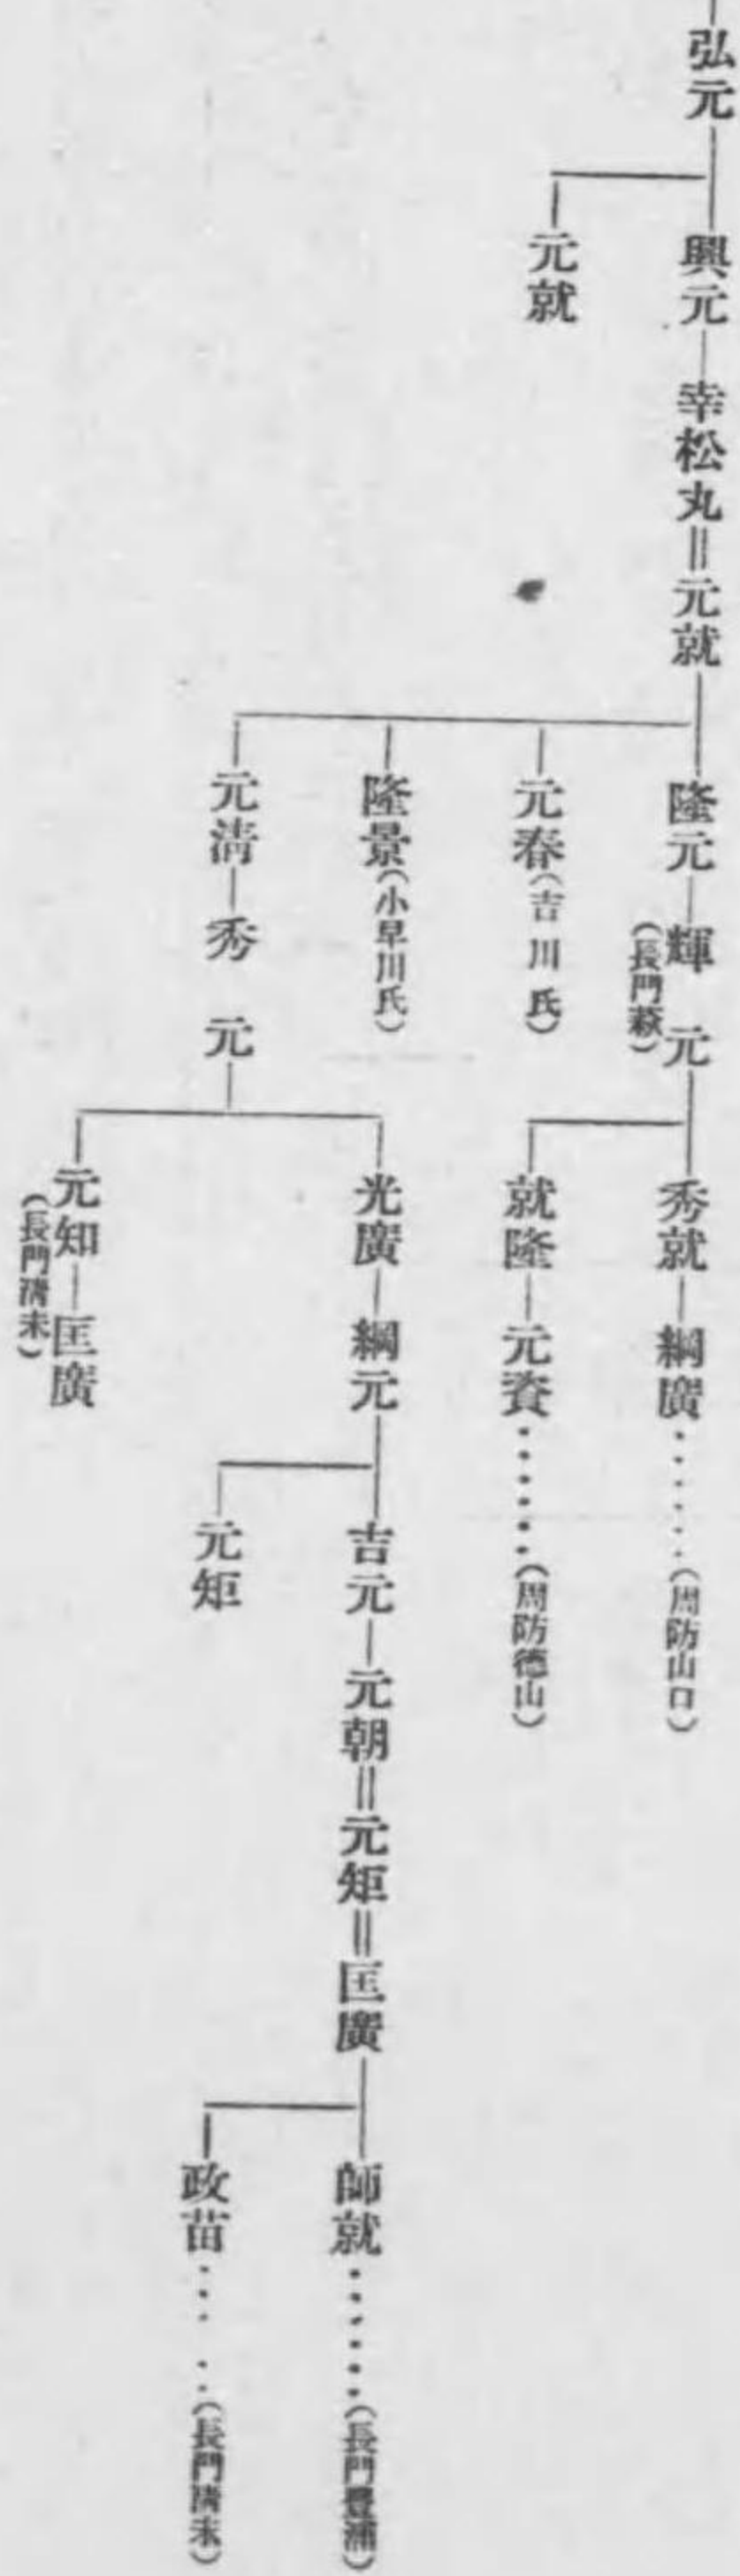 弘元
興元
幸松丸
元就
元就
隆元
輝元
(長門萩)
秀就
綱廣
(周防山口)
就隆
元賚
(周防德山)
元春(吉川氏)
隆景(小早川氏)
元淸
秀元
光廣
綱元
吉元
元朝
元矩
匡廣
師就
(長門豐浦)
政苗
(長門淸末)
元矩
元知
(長門淸末)
匡廣